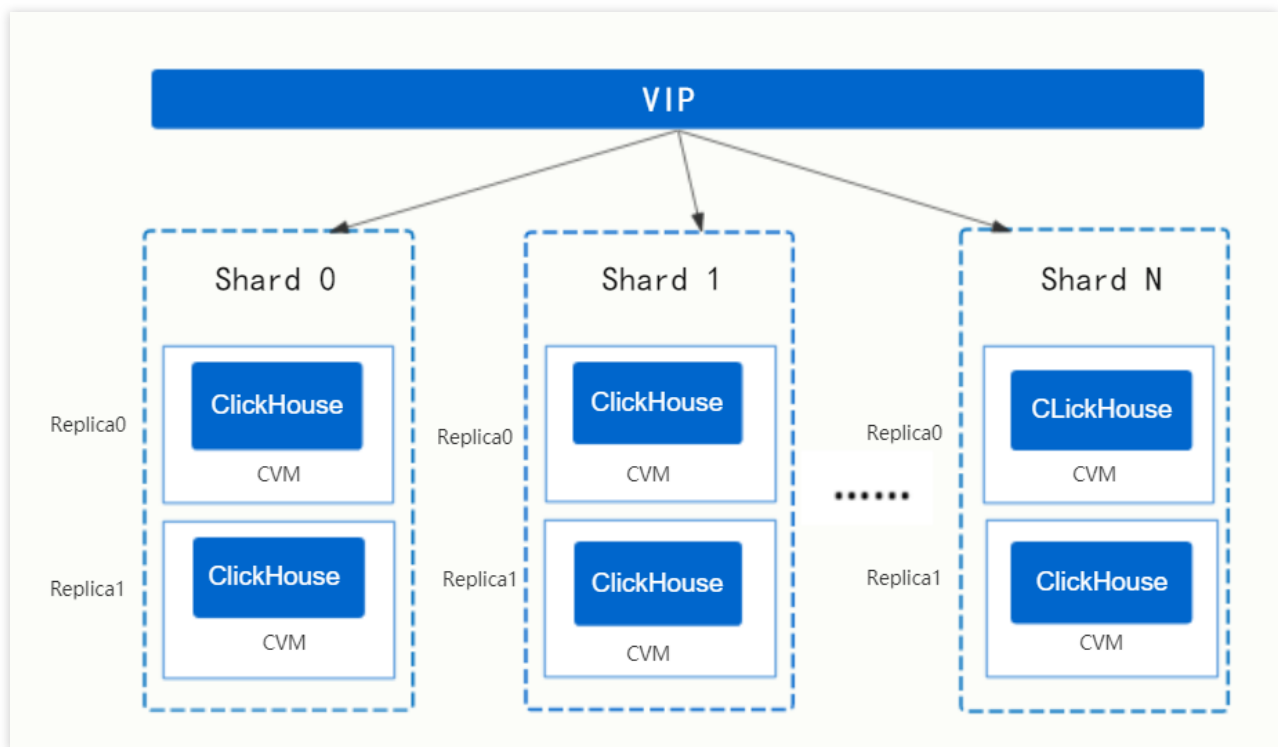 VIP
Shard 0
Shard 1
Shard N
Replica0
ClickHouse
CVM
Replica0
ClickHouse
CVM
Replica0
CLickHouse
CVM
......
Replica1
ClickHouse
CVM
Replica1
ClickHouse
CVM
Replica1
ClickHouse
CVM